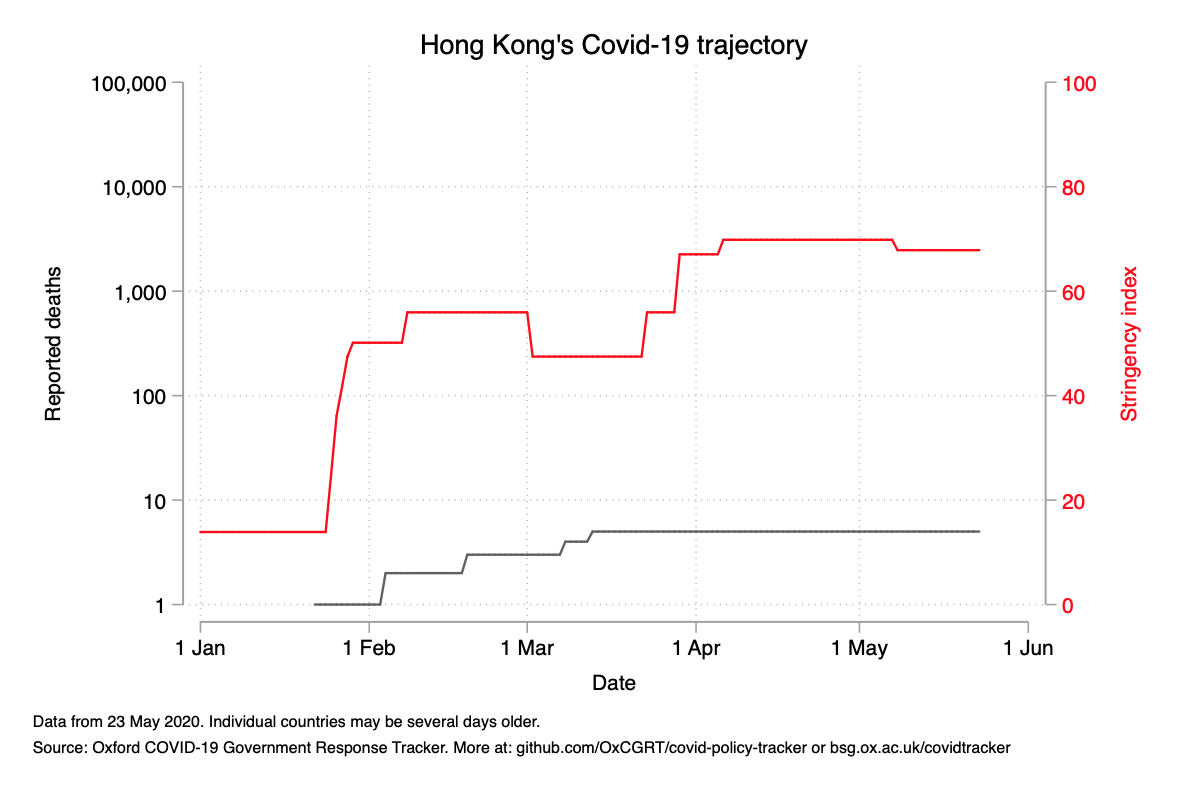 Hong Kong's Covid-19 trajectory
100,000
10,000
1,000
100
10
1
Reported deaths
100
80
60
40
20
0
Stringency index
1 Jan 1 Feb 1 Mar 1 Apr 1 May 1 Jun
Date
Data from 23 May 2020. Individual countries may be several days older.
Source: Oxford COVID-19 Government Response Tracker. More at: github.com/OxCGRT/covid-policy-tracker or bsg.ox.ac.uk/covidtracker